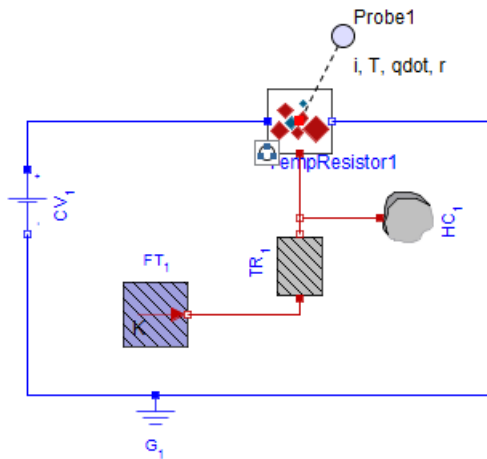 Probe1
i, T, qdot, r
TempResistor1
CV1
+
-
HC1
TR1
FT1
K
G1